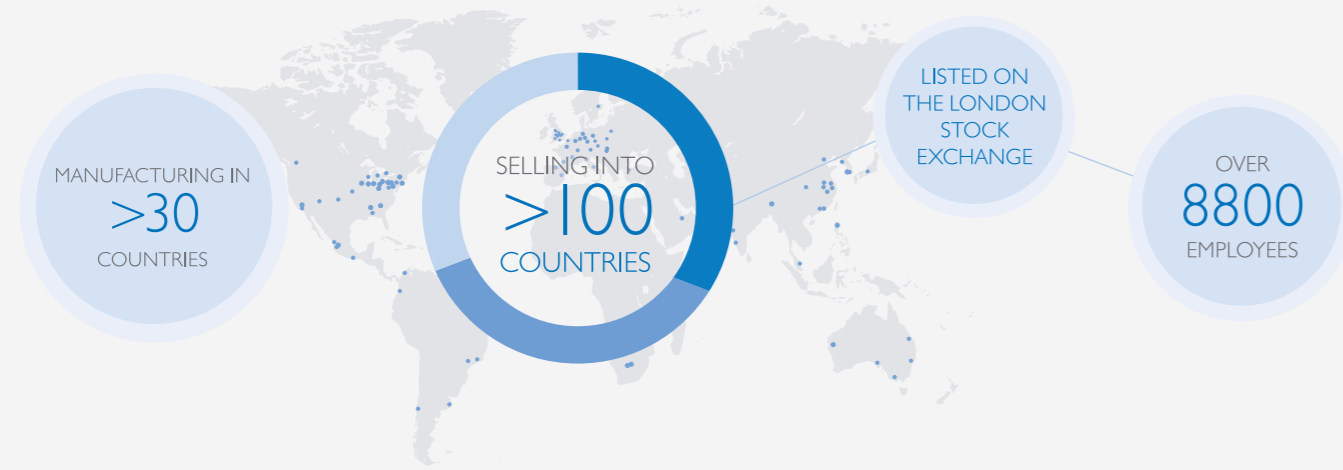 MANUFACTURING IN
>30
COUNTRIES
SELLING INTO
>100
COUNTRIES
LISTED ON
THE LONDON
STOCK
EXCHANGE
OVER
8800
EMPLOYEES